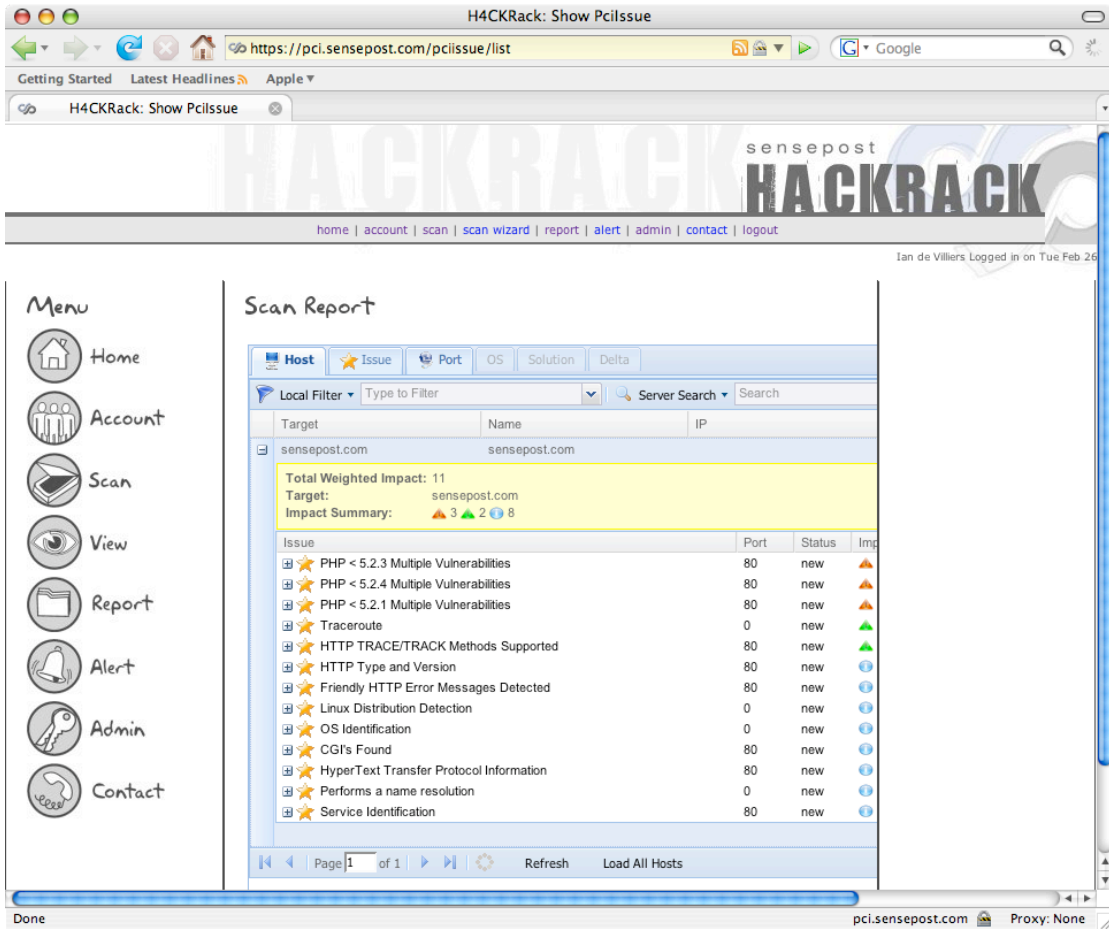 H4CKRack: Show PciIssue
https://pci.sensepost.com/pciissue/list
G Google
Getting Started Latest Headlines Apple
H4CKRack: Show PciIssue
HACKRACK
sensepost
HACKRACK
home | account | scan | scan wizard | report | alert | admin | contact | logout
Ian de Villiers Logged in on Tue Feb 26
Menu
Home
Account
Scan
View
Report
Alert
Admin
Contact
Scan Report
Host Issue Port OS Solution Delta
Local Filter Type to Filter Server Search Search
Target Name IP
sensepost.com sensepost.com
Total Weighted Impact: 11
Target: sensepost.com
Impact Summary: 3 2 8
Issue Port Status Imp
PHP < 5.2.3 Multiple Vulnerabilities 80 new
PHP < 5.2.4 Multiple Vulnerabilities 80 new
PHP < 5.2.1 Multiple Vulnerabilities 80 new
Traceroute 0 new
HTTP TRACE/TRACK Methods Supported 80 new
HTTP Type and Version 80 new
Friendly HTTP Error Messages Detected 80 new
Linux Distribution Detection 0 new
OS Identification 0 new
CGI's Found 80 new
HyperText Transfer Protocol Information 80 new
Performs a name resolution 0 new
Service Identification 80 new
Page 1 of 1 Refresh Load All Hosts
Done pci.sensepost.com Proxy: None